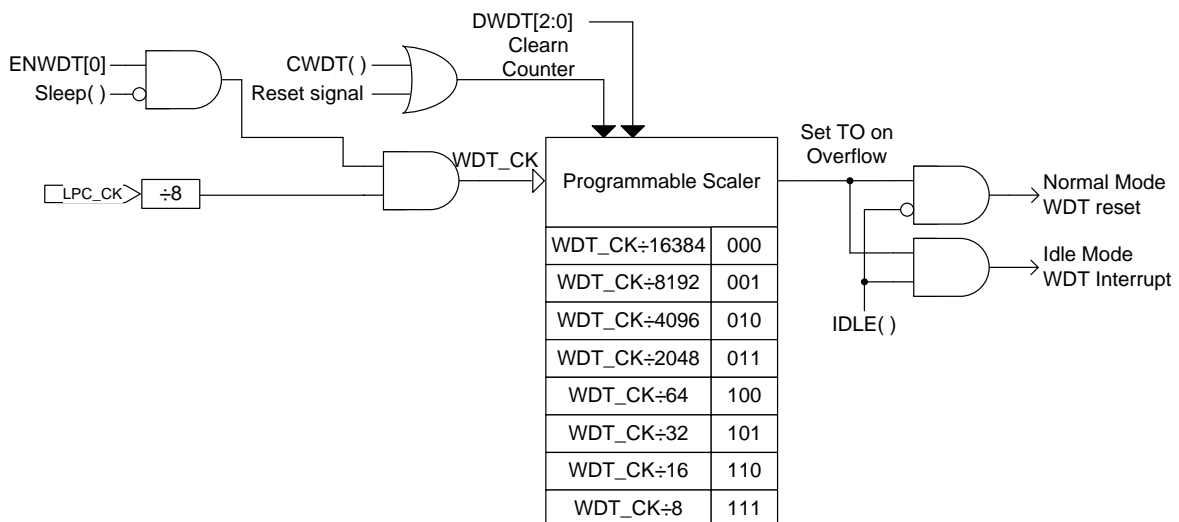 DWDT[2:0]
Clearn
Counter
ENWDT[0]
Sleep( )
CWDT( )
Reset signal
LPC_CK
÷8
WDT_CK
Programmable Scaler
Set TO on
Overflow
Normal Mode
WDT reset
Idle Mode
WDT Interrupt
IDLE( )
WDT_CK÷16384 000
WDT_CK÷8192 001
WDT_CK÷4096 010
WDT_CK÷2048 011
WDT_CK÷64 100
WDT_CK÷32 101
WDT_CK÷16 110
WDT_CK÷8 111